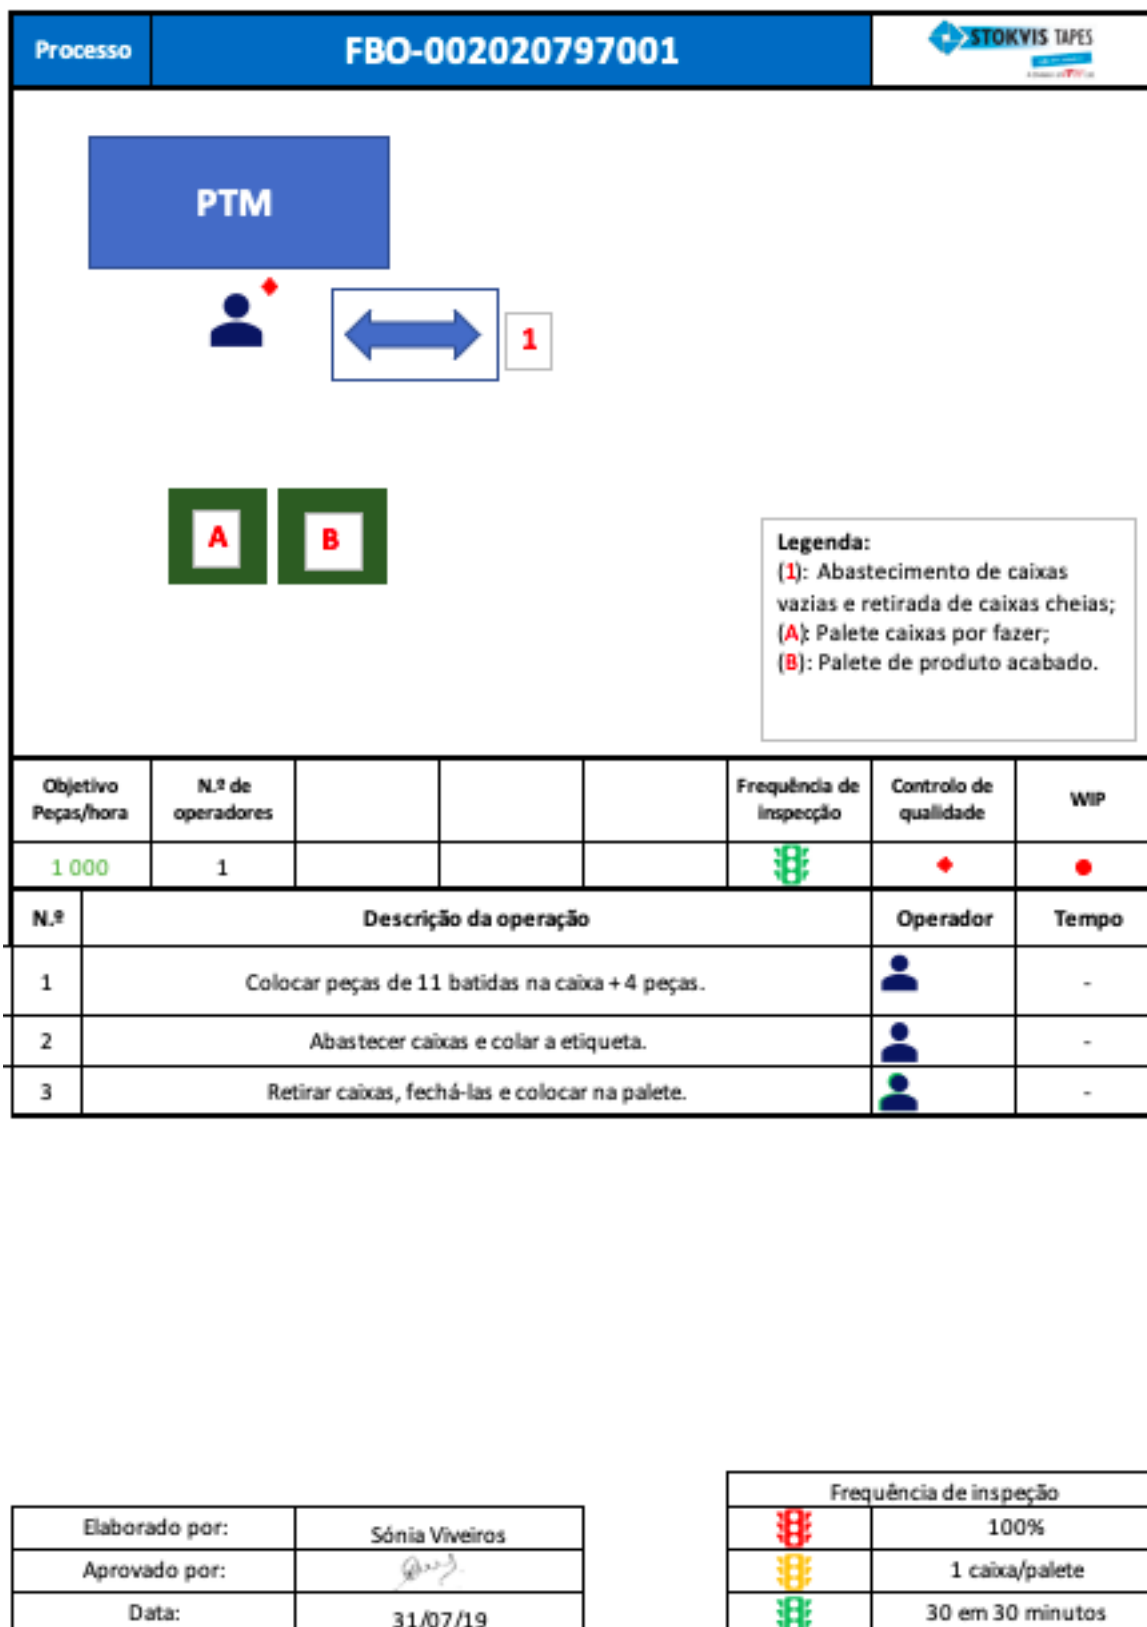 Processo
FBO-002020797001
STOKVIS TAPES
PTM
1
A
B
Legenda:
(1): Abastecimento de caixas
vazias e retirada de caixas cheias;
(A): Palete caixas por fazer;
(B): Palete de produto acabado.
Objetivo
Peças/hora
N.º de
operadores
Frequência de
inspecção
Controlo de
qualidade
WIP
1 000
1
N.º
Descrição da operação
Operador
Tempo
1
Colocar peças de 11 batidas na caixa + 4 peças.
-
2
Abastecer caixas e colar a etiqueta.
-
3
Retirar caixas, fechá-las e colocar na palete.
-
Elaborado por:
Sónia Viveiros
Aprovado por:
Data:
31/07/19
Frequência de inspeção
100%
1 caixa/palete
30 em 30 minutos